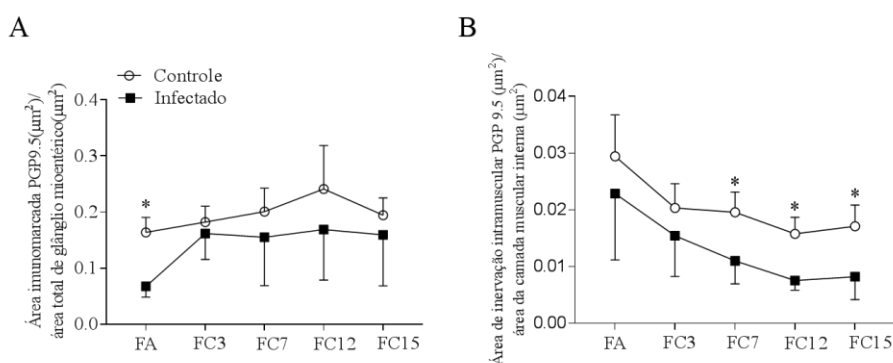 A
Controle
Infectado
Área imunomarcada PGP9.5(µm²)/
área total de glânglio mioentérico(µm²)
0.4
0.3
0.2
0.1
0.0
*
FA
FC3
FC7
FC12
FC15
B
Área de inervação intramuscular PGP 9.5 (µm²)/
área da camada muscular interna (µm²)
0.04
0.03
0.02
0.01
0.00
*
*
*
FA
FC3
FC7
FC12
FC15